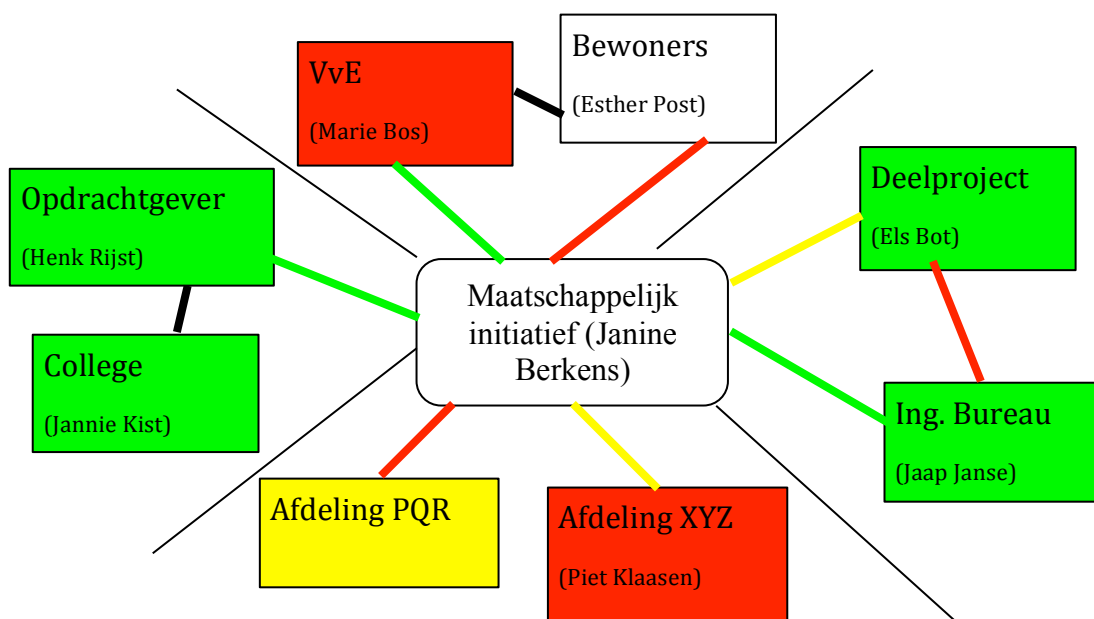 VvE
(Marie Bos)
Bewoners
(Esther Post)
Opdrachtgever
(Henk Rijst)
Deelproject
(Els Bot)
Maatschappelijk
initiatief (Janine
Berkens)
College
(Jannie Kist)
Ing. Bureau
(Jaap Janse)
Afdeling PQR
Afdeling XYZ
(Piet Klaasen)